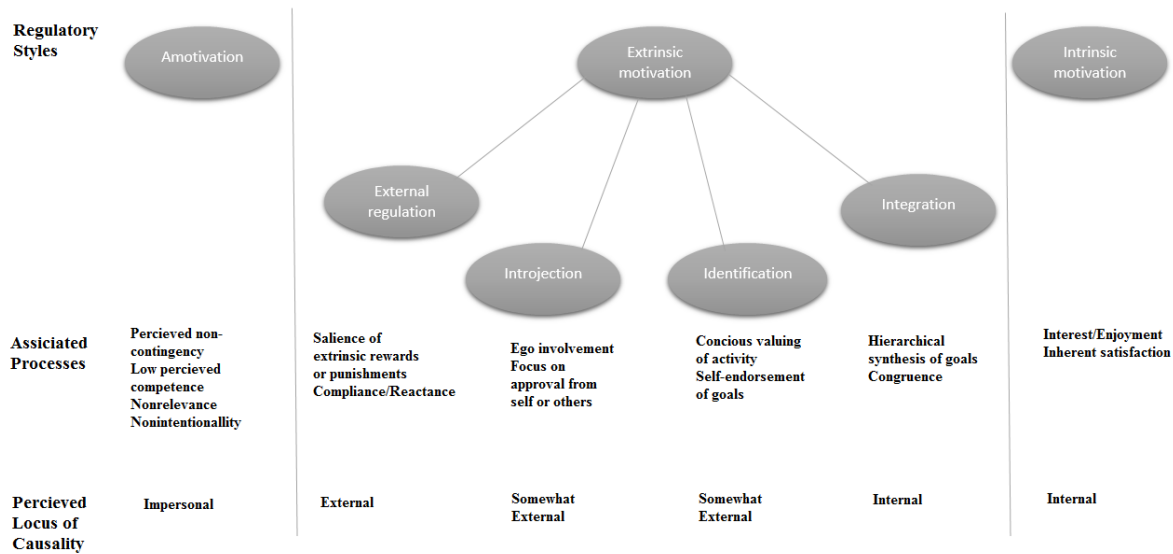 Regulatory
Styles
Amotivation
Extrinsic
motivation
Intrinsic
motivation
External
regulation
Integration
Introjection
Identification
Assiciated
Processes
Percieved non-
contingency
Low percieved
competence
Nonrelevance
Nonintentionallity
Salience of
extrinsic rewards
or punishments
Compliance/Reactance
Ego involvement
Focus on
approval from
self or others
Concious valuing
of activity
Self-endorsement
of goals
Hierarchical
synthesis of goals
Congruence
Interest/Enjoyment
Inherent satisfaction
Percieved
Locus of
Causality
Impersonal
External
Somewhat
External
Somewhat
External
Internal
Internal